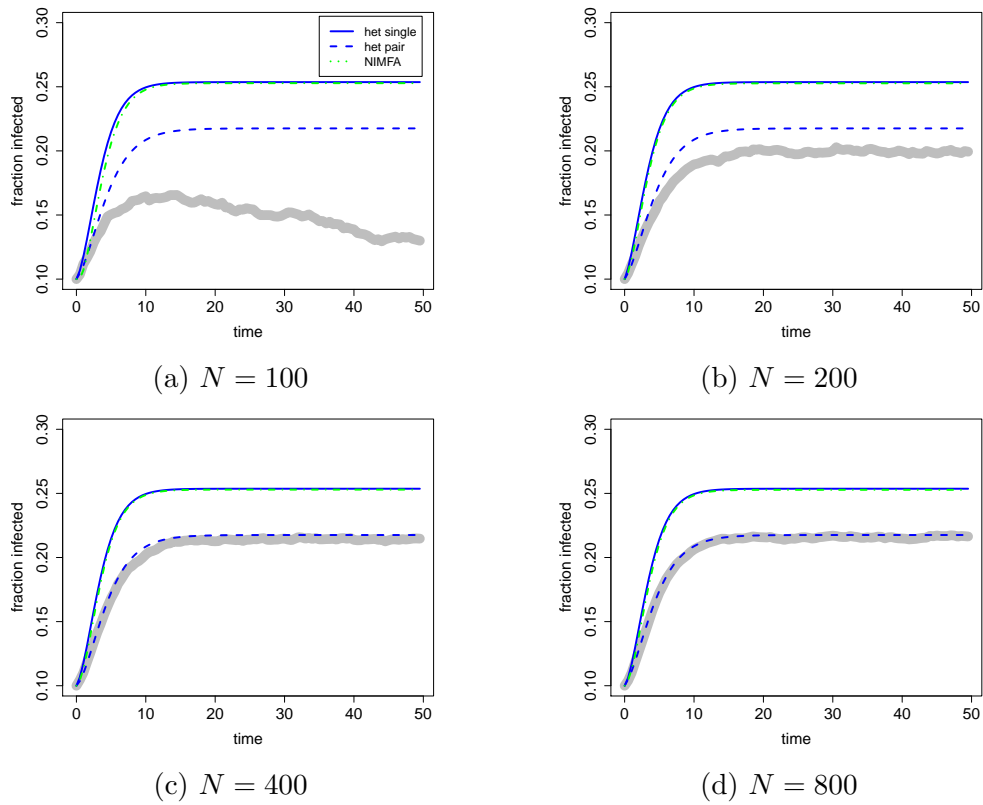 0.30
0.25
0.20
0.15
0.10
fraction infected
het single
het pair
NIMFA
0 10 20 30 40 50
time
(a) N = 100
0.30
0.25
0.20
0.15
0.10
fraction infected
0 10 20 30 40 50
time
(b) N = 200
0.30
0.25
0.20
0.15
0.10
fraction infected
0 10 20 30 40 50
time
(c) N = 400
0.30
0.25
0.20
0.15
0.10
fraction infected
0 10 20 30 40 50
time
(d) N = 800